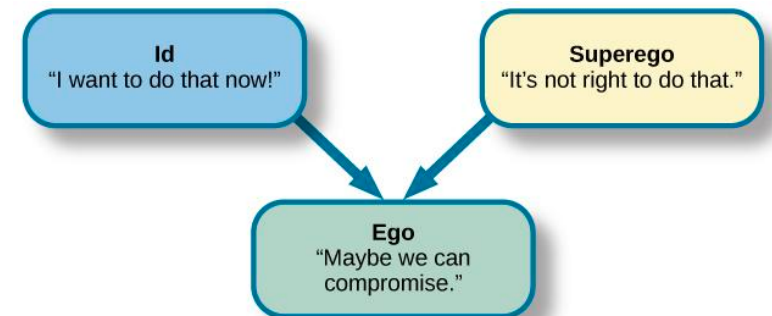 Id
“I want to do that now!”
Superego
“It’s not right to do that.”
Ego
“Maybe we can
compromise.”